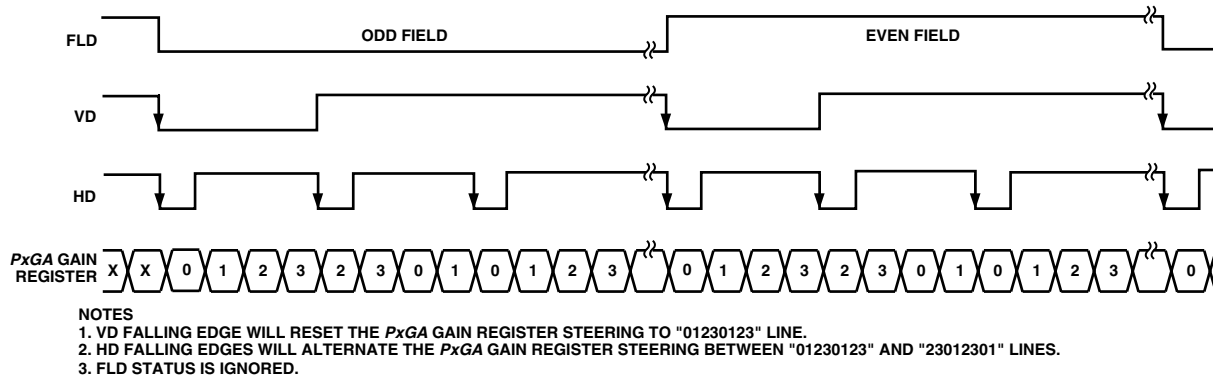 FLD
ODD FIELD
EVEN FIELD
VD
HD
PxGA GAIN
REGISTER
X X 0 1 2 3 2 3 0 1 0 1 2 3 0 1 2 3 2 3 0 1 0 1 2 3 0
NOTES
1. VD FALLING EDGE WILL RESET THE PxGA GAIN REGISTER STEERING TO "01230123" LINE.
2. HD FALLING EDGES WILL ALTERNATE THE PxGA GAIN REGISTER STEERING BETWEEN "01230123" AND "23012301" LINES.
3. FLD STATUS IS IGNORED.